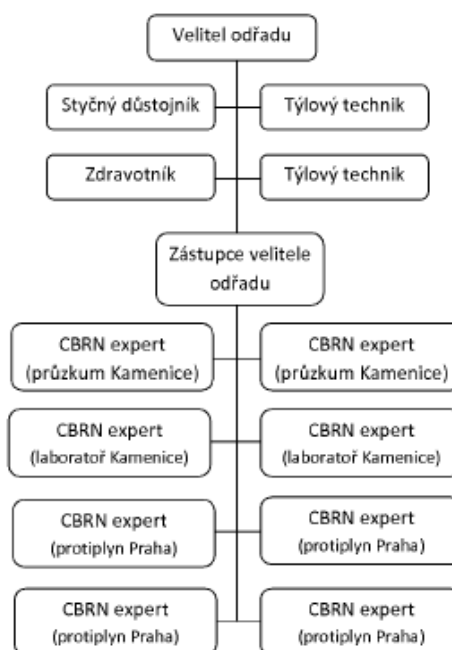 Velitel odřadu
Styčný důstojník
Týlový technik
Zdravotník
Týlový technik
Zástupce velitele
odřadu
CBRN expert
(průzkum Kamenice)
CBRN expert
(průzkum Kamenice)
CBRN expert
(laboratoř Kamenice)
CBRN expert
(laboratoř Kamenice)
CBRN expert
(protiplyn Praha)
CBRN expert
(protiplyn Praha)
CBRN expert
(protiplyn Praha)
CBRN expert
(protiplyn Praha)